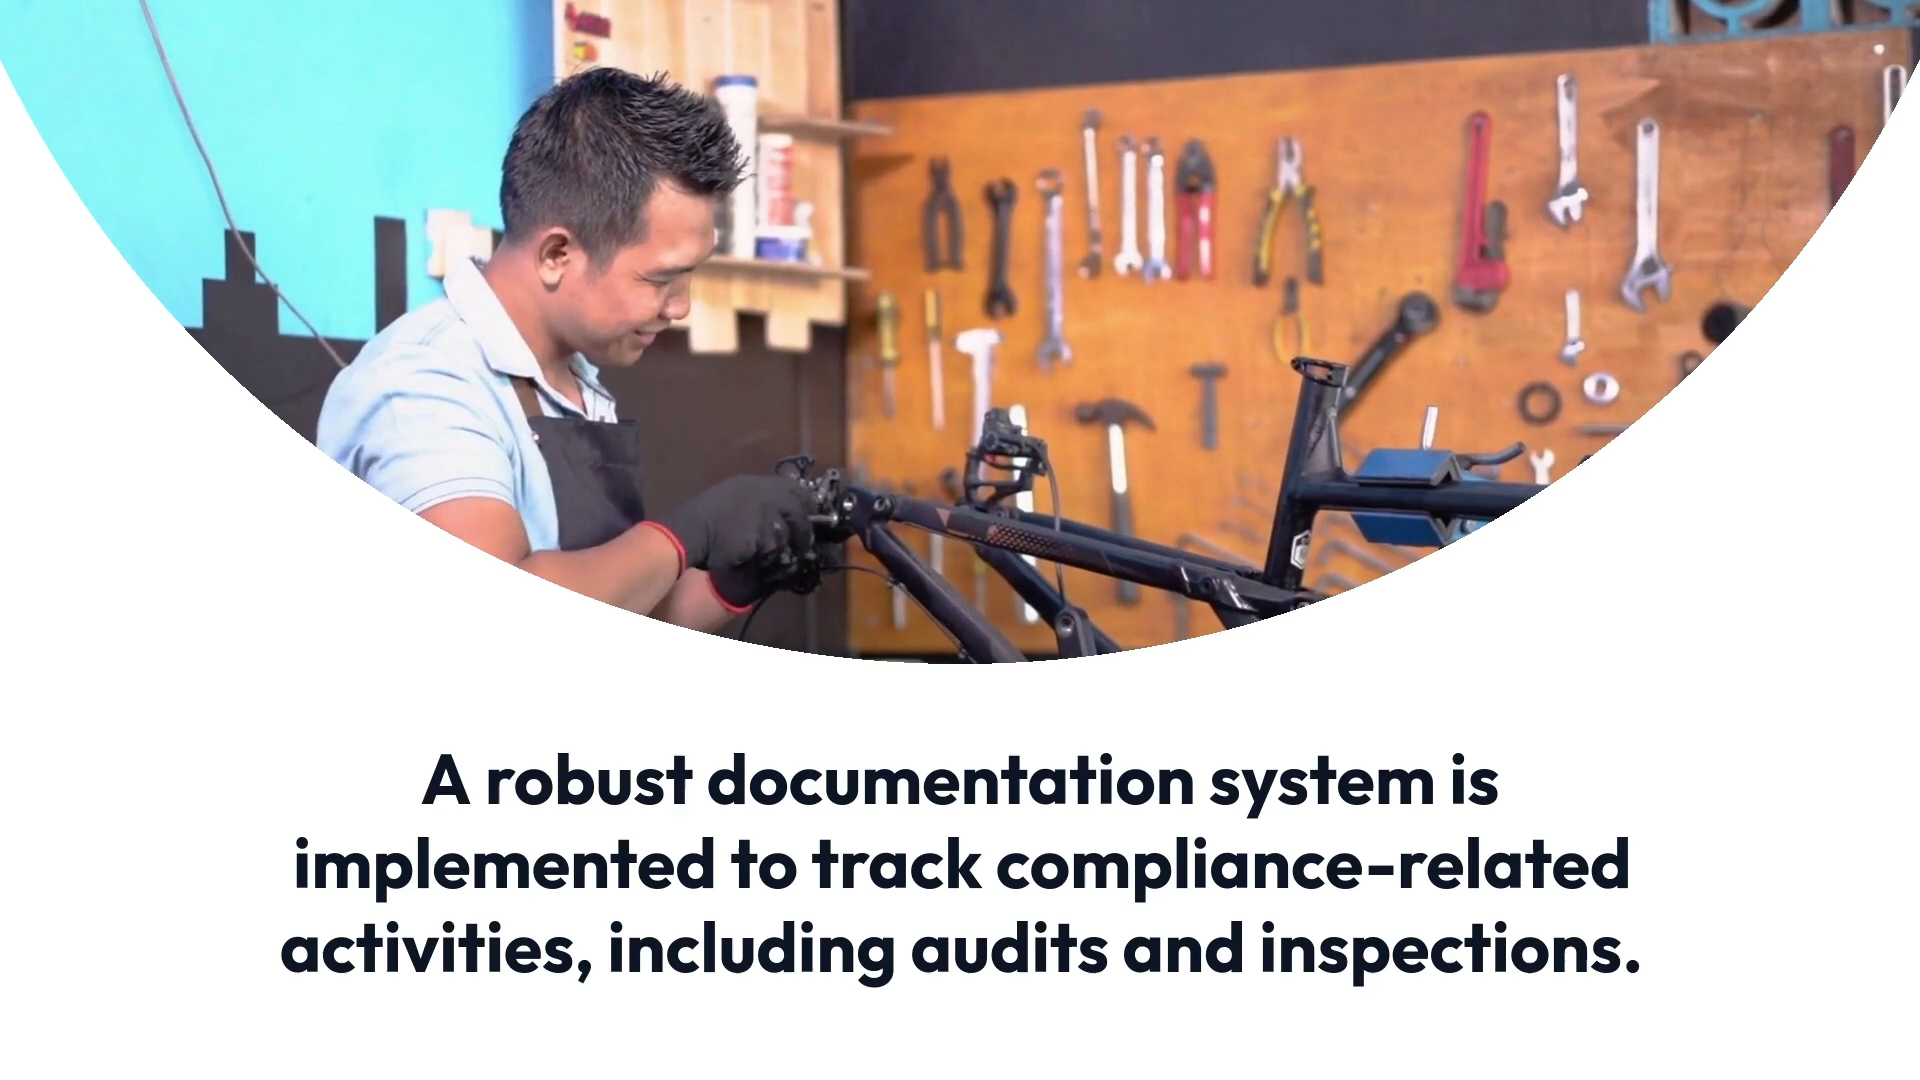 A robust documentation system is
implemented to track compliance-related
activities, including audits and inspections.